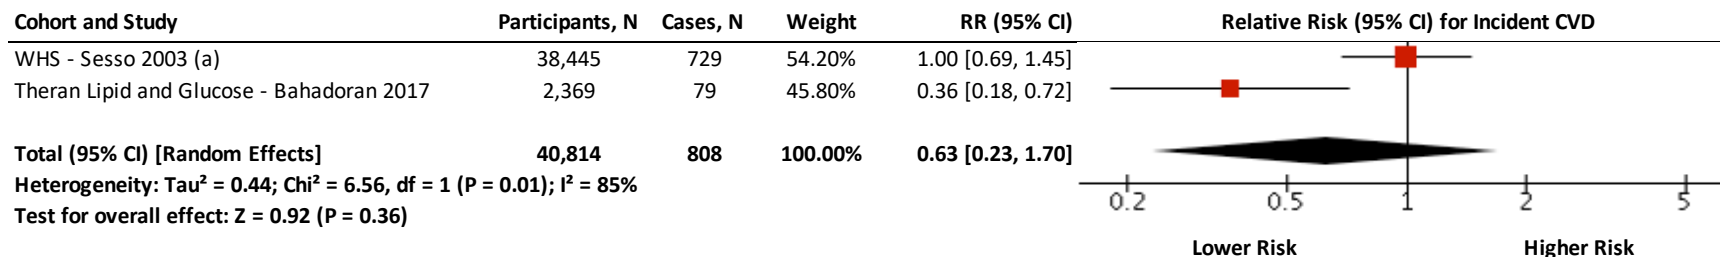 Cohort and Study Participants, N Cases, N Weight RR (95% CI) Relative Risk (95% CI) for Incident CVD
WHS - Sesso 2003 (a) 38,445 729 54.20% 1.00 [0.69, 1.45]
Theran Lipid and Glucose - Bahadoran 2017 2,369 79 45.80% 0.36 [0.18, 0.72]
Total (95% CI) [Random Effects] 40,814 808 100.00% 0.63 [0.23, 1.70]
Heterogeneity: Tau² = 0.44; Chi² = 6.56, df = 1 (P = 0.01); I² = 85%
Test for overall effect: Z = 0.92 (P = 0.36)
0.2 0.5 1 2 5
Lower Risk Higher Risk